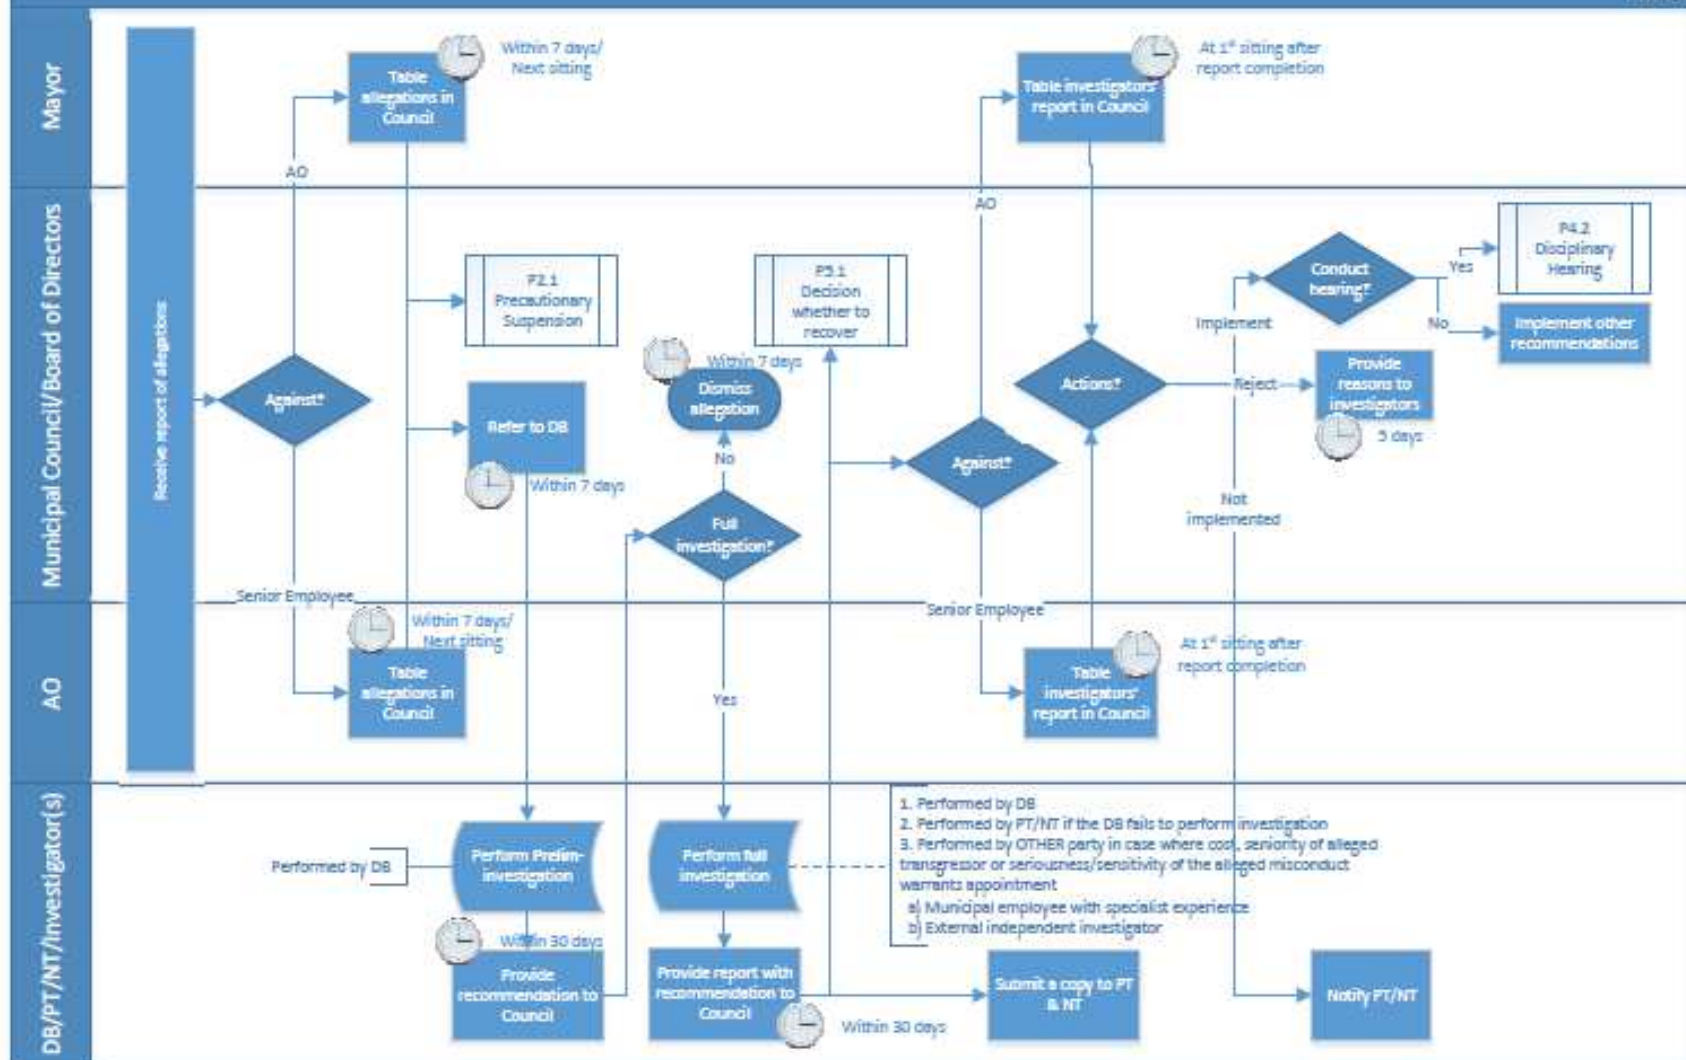 Mayor
Within 7 days/
Next sitting
Table
allegations in
Council
At 1st sitting after
report completion
Table investigators'
report in Council
AO
Municipal Council/Board of Directors
Receive report of allegations
AO
P2.1
Precautionary
Suspension
P5.1
Decision
whether to
recover
Conduct
hearing?
Yes
P4.2
Disciplinary
Hearing
Implement
No
Implement other
recommendations
Within 7 days
Dismiss
allegation
Against?
Actions?
Reject
Provide
reasons to
investigators
5 days
Refer to DB
Within 7 days
No
Against?
Full
investigation?
Not
implemented
Senior Employee
Senior Employee
AO
Within 7 days/
Next sitting
Table
allegations in
Council
Yes
At 1st sitting after
report completion
Table
investigators'
report in Council
DB/PT/NT/Investigator(s)
Performed by DB
Perform Prelim-
investigation
Perform full
investigation
1. Performed by DB
2. Performed by PT/NT if the DB fails to perform investigation
3. Performed by OTHER party in case where cost, seniority of alleged
transgressor or seriousness/sensitivity of the alleged misconduct
warrants appointment
a) Municipal employee with specialist experience
b) External independent investigator
Within 30 days
Provide
recommendation to
Council
Provide report with
recommendation to
Council
Within 30 days
Submit a copy to PT
& NT
Notify PT/NT